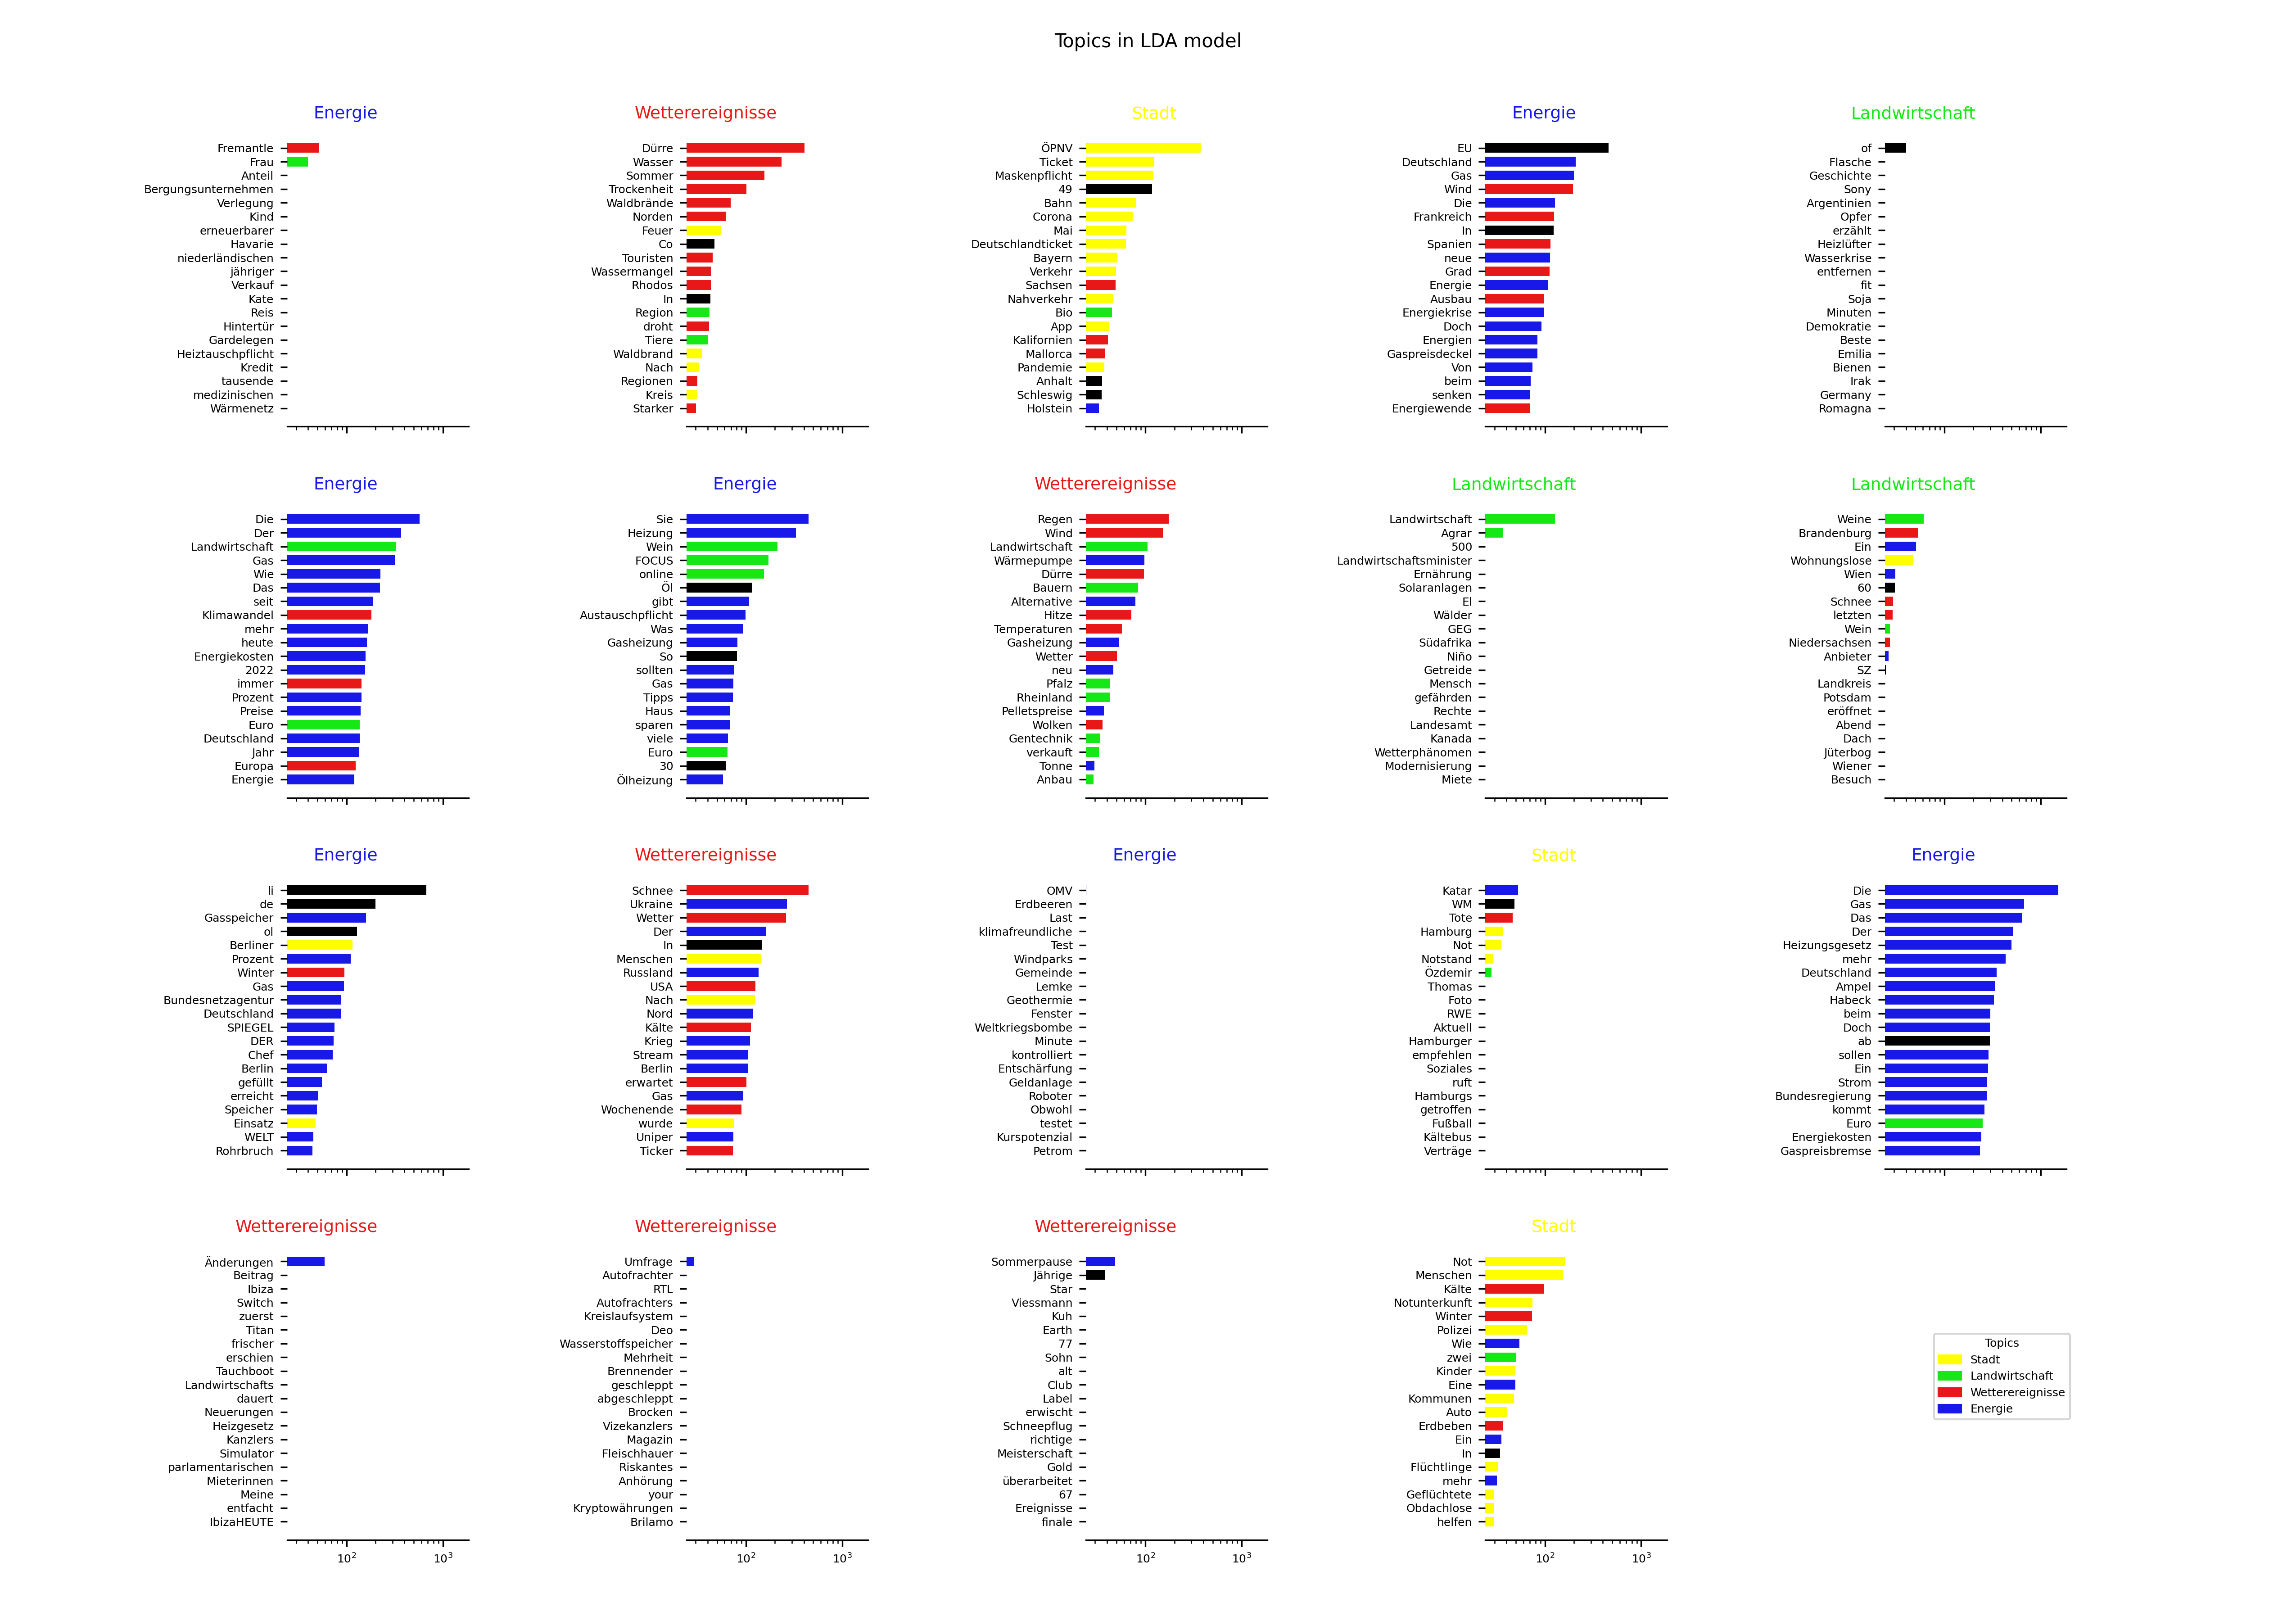 Topics in LDA model
Energie
Fremantle
Frau
Anteil
Bergungsunternehmen
Verlegung
Kind
erneuerbarer
Havarie
niederländischen
jähriger
Verkauf
Kate
Reis
Hintertür
Gardelegen
Heiztauschpflicht
Kredit
tausende
medizinischen
Wärmenetz
Wetterereignisse
Dürre
Wasser
Sommer
Trockenheit
Waldbrände
Norden
Feuer
Co
Touristen
Wassermangel
Rhodos
In
Region
droht
Tiere
Waldbrand
Nach
Regionen
Kreis
Starker
Stadt
ÖPNV
Ticket
Maskenpflicht
49
Bahn
Corona
Mai
Deutschlandticket
Bayern
Verkehr
Sachsen
Nahverkehr
Bio
App
Kalifornien
Mallorca
Pandemie
Anhalt
Schleswig
Holstein
Energie
EU
Deutschland
Gas
Wind
Die
Frankreich
In
Spanien
neue
Grad
Energie
Ausbau
Energiekrise
Doch
Energien
Gaspreisdeckel
Von
beim
senken
Energiewende
Landwirtschaft
of
Flasche
Geschichte
Sony
Argentinien
Opfer
erzählt
Heizlüfter
Wasserkrise
entfernen
fit
Soja
Minuten
Demokratie
Beste
Emilia
Bienen
Irak
Germany
Romagna
Energie
Die
Der
Landwirtschaft
Gas
Wie
Das
seit
Klimawandel
mehr
heute
Energiekosten
2022
immer
Prozent
Preise
Euro
Deutschland
Jahr
Europa
Energie
Energie
Sie
Heizung
Wein
FOCUS
online
Öl
gibt
Austauschpflicht
Was
Gasheizung
So
sollten
Gas
Tipps
Haus
sparen
viele
Euro
30
Ölheizung
Wetterereignisse
Regen
Wind
Landwirtschaft
Wärmepumpe
Dürre
Bauern
Alternative
Hitze
Temperaturen
Gasheizung
Wetter
neu
Pfalz
Rheinland
Pelletspreise
Wolken
Gentechnik
verkauft
Tonne
Anbau
Landwirtschaft
Landwirtschaft
Agrar
500
Landwirtschaftsminister
Ernährung
Solaranlagen
El
Wälder
GEG
Südafrika
Niño
Getreide
Mensch
gefährden
Rechte
Landesamt
Kanada
Wetterphänomen
Modernisierung
Miete
Landwirtschaft
Weine
Brandenburg
Ein
Wohnungslose
Wien
60
Schnee
letzten
Wein
Niedersachsen
Anbieter
SZ
Landkreis
Potsdam
eröffnet
Abend
Dach
Jüterbog
Wiener
Besuch
Energie
li
de
Gasspeicher
ol
Berliner
Prozent
Winter
Gas
Bundesnetzagentur
Deutschland
SPIEGEL
DER
Chef
Berlin
gefüllt
erreicht
Speicher
Einsatz
WELT
Rohrbruch
Wetterereignisse
Schnee
Ukraine
Wetter
Der
In
Menschen
Russland
USA
Nach
Nord
Kälte
Krieg
Stream
Berlin
erwartet
Gas
Wochenende
wurde
Uniper
Ticker
Energie
OMV
Erdbeeren
Last
klimafreundliche
Test
Windparks
Gemeinde
Lemke
Geothermie
Fenster
Weltkriegsbombe
Minute
kontrolliert
Entschärfung
Geldanlage
Roboter
Obwohl
testet
Kurspotenzial
Petrom
Stadt
Katar
WM
Tote
Hamburg
Not
Notstand
Özdemir
Thomas
Foto
RWE
Aktuell
Hamburger
empfehlen
Soziales
ruft
Hamburgs
getroffen
Fußball
Kältebus
Verträge
Energie
Die
Gas
Das
Der
Heizungsgesetz
mehr
Deutschland
Ampel
Habeck
beim
Doch
ab
sollen
Ein
Strom
Bundesregierung
kommt
Euro
Energiekosten
Gaspreisbremse
Wetterereignisse
Änderungen
Beitrag
Ibiza
Switch
zuerst
Titan
frischer
erschien
Tauchboot
Landwirtschafts
dauert
Neuerungen
Heizgesetz
Kanzlers
Simulator
parlamentarischen
Mieterinnen
Meine
entfacht
IbizaHEUTE
10² 10³
Wetterereignisse
Umfrage
Autofrachter
RTL
Autofrachters
Kreislaufsystem
Deo
Wasserstoffspeicher
Mehrheit
Brennender
geschleppt
abgeschleppt
Brocken
Vizekanzlers
Magazin
Fleischhauer
Riskantes
Anhörung
your
Kryptowährungen
Brilamo
10² 10³
Wetterereignisse
Sommerpause
Jährige
Star
Viessmann
Kuh
Earth
77
Sohn
alt
Club
Label
erwischt
Schneepflug
richtige
Meisterschaft
Gold
überarbeitet
67
Ereignisse
finale
10² 10³
Stadt
Not
Menschen
Kälte
Notunterkunft
Winter
Polizei
Wie
zwei
Kinder
Eine
Kommunen
Auto
Erdbeben
Ein
In
Flüchtlinge
mehr
Geflüchtete
Obdachlose
helfen
10² 10³
Topics
Stadt
Landwirtschaft
Wetterereignisse
Energie